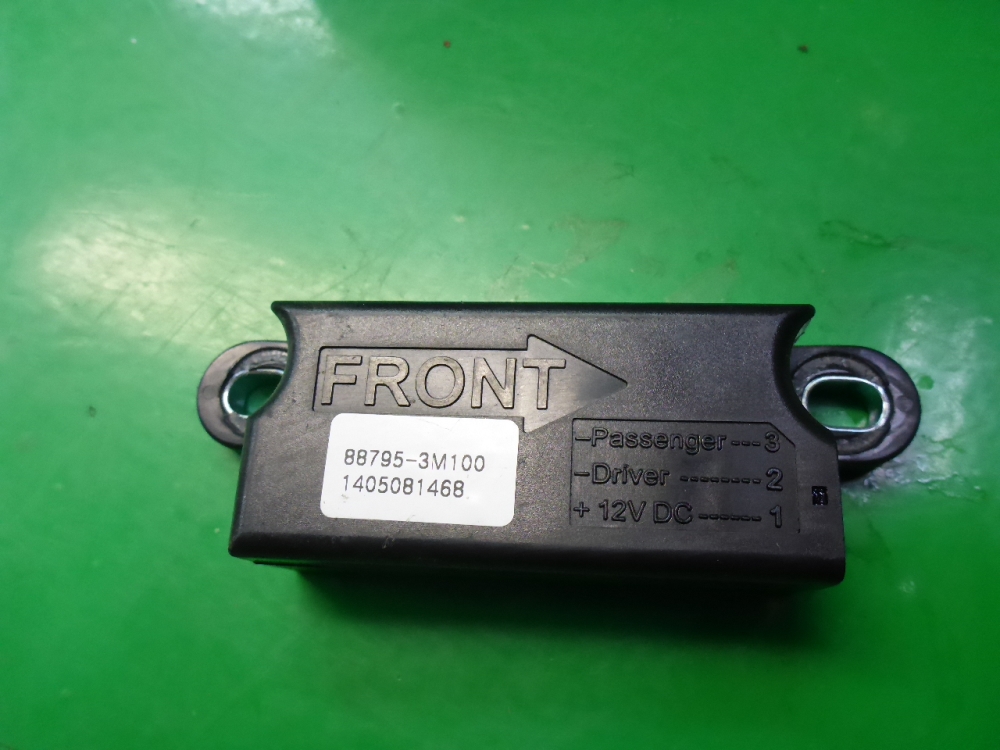 FRONT
88795-3M100
1405081468
-Passenger---3
-Driver --------2
+ 12V DC ------ 1